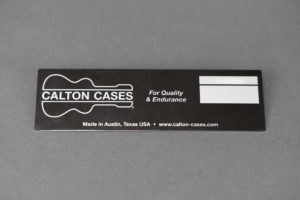 CALTON CASES
For Quality
& Endurance
Made in Austin, Texas USA • www.calton-cases.com